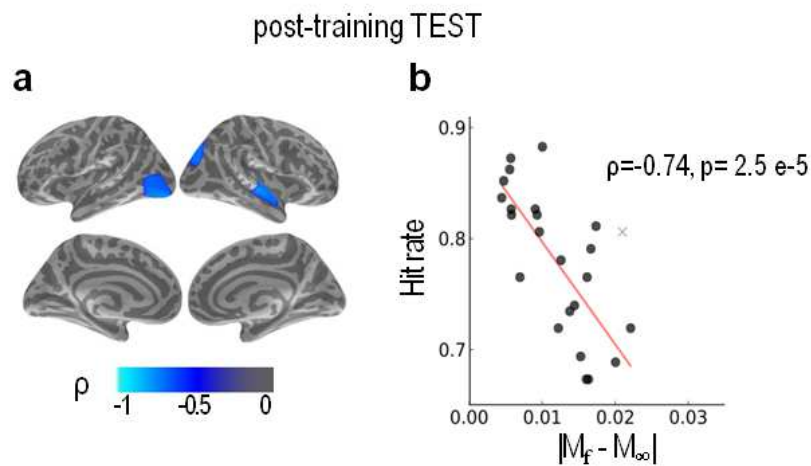 post-training TEST
a
b
ρ
-1
-0.5
0
ρ=-0.74, p= 2.5 e-5
Hit rate
0.9
0.8
0.7
0.00
0.01
0.02
0.03
|M_f - M_∞|